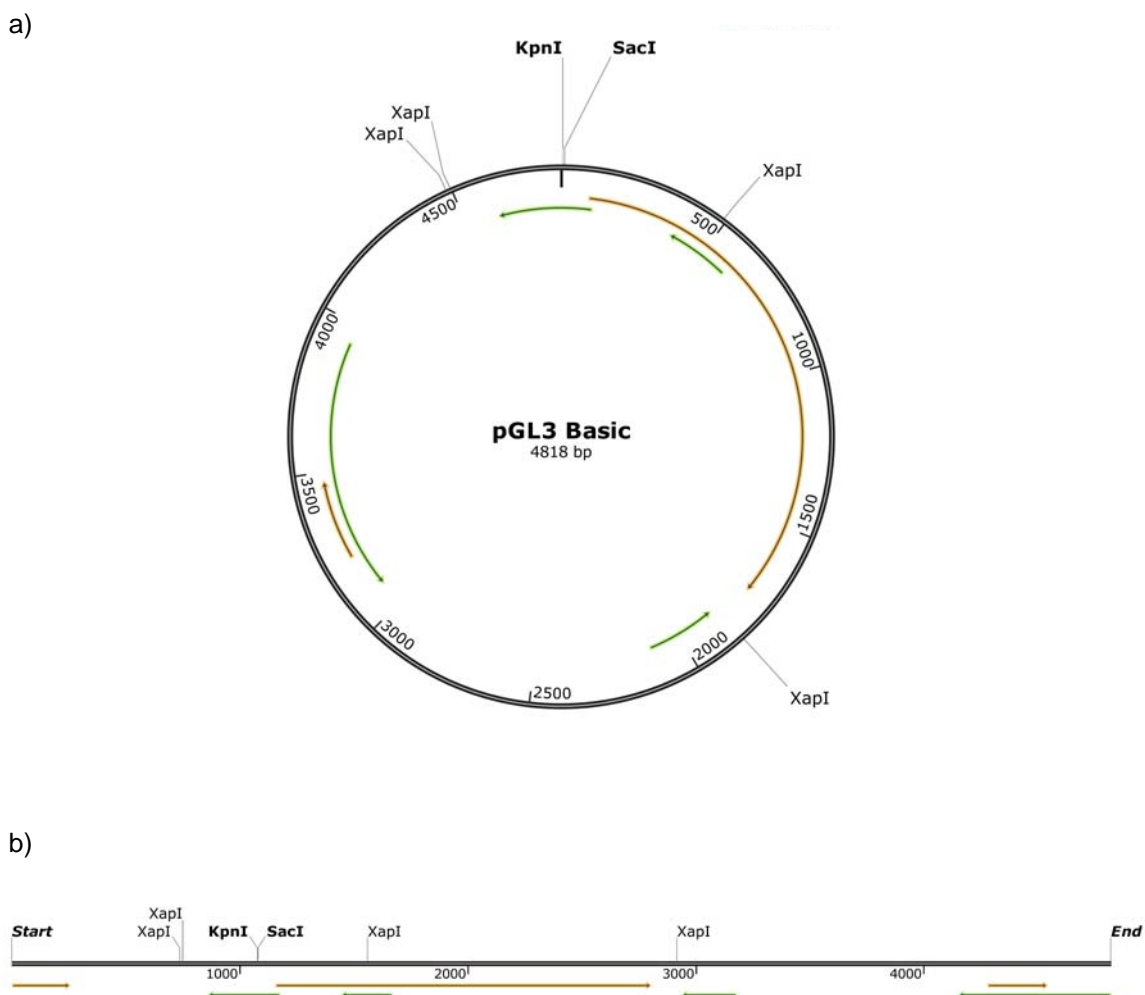 a)
KpnI SacI
XapI
XapI
XapI
4500
500
4000
1000
pGL3 Basic
4818 bp
3500
1500
3000
2000
2500
XapI
b)
XapI
Start XapI KpnI SacI XapI XapI End
1000 2000 3000 4000